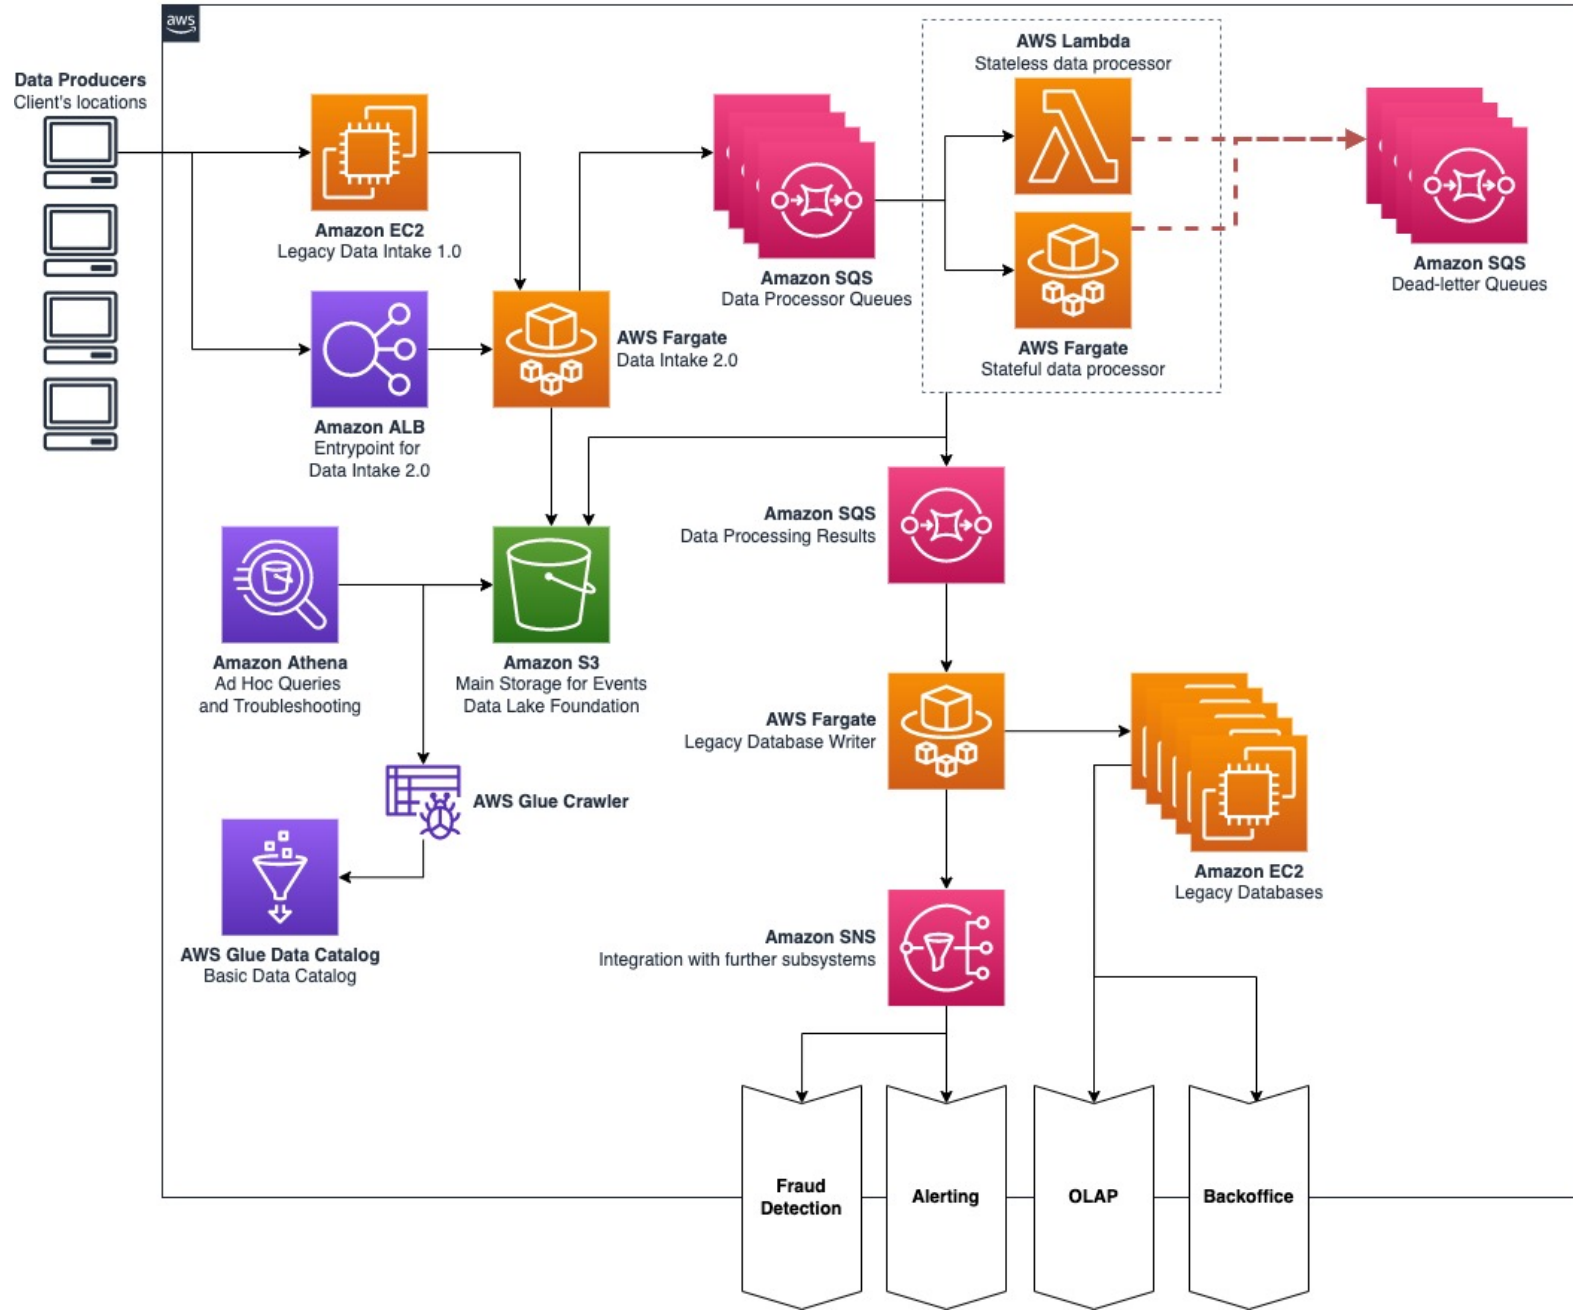 aws
Data Producers
Client's locations
Amazon EC2
Legacy Data Intake 1.0
Amazon ALB
Entrypoint for
Data Intake 2.0
AWS Fargate
Data Intake 2.0
Amazon SQS
Data Processor Queues
AWS Lambda
Stateless data processor
AWS Fargate
Stateful data processor
Amazon SQS
Dead-letter Queues
Amazon SQS
Data Processing Results
Amazon Athena
Ad Hoc Queries
and Troubleshooting
Amazon S3
Main Storage for Events
Data Lake Foundation
AWS Fargate
Legacy Database Writer
AWS Glue Crawler
Amazon EC2
Legacy Databases
AWS Glue Data Catalog
Basic Data Catalog
Amazon SNS
Integration with further subsystems
Fraud
Detection
Alerting
OLAP
Backoffice